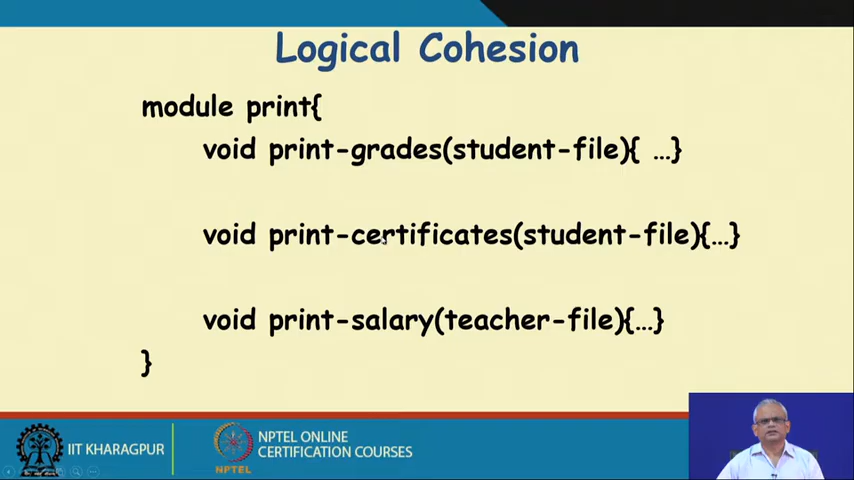 Logical Cohesion
module print{
void print-grades(student-file){ ...}
void print-certificates(student-file){...}
void print-salary(teacher-file){...}
}
IIT KHARAGPUR
NPTEL
NPTEL ONLINE
CERTIFICATION COURSES